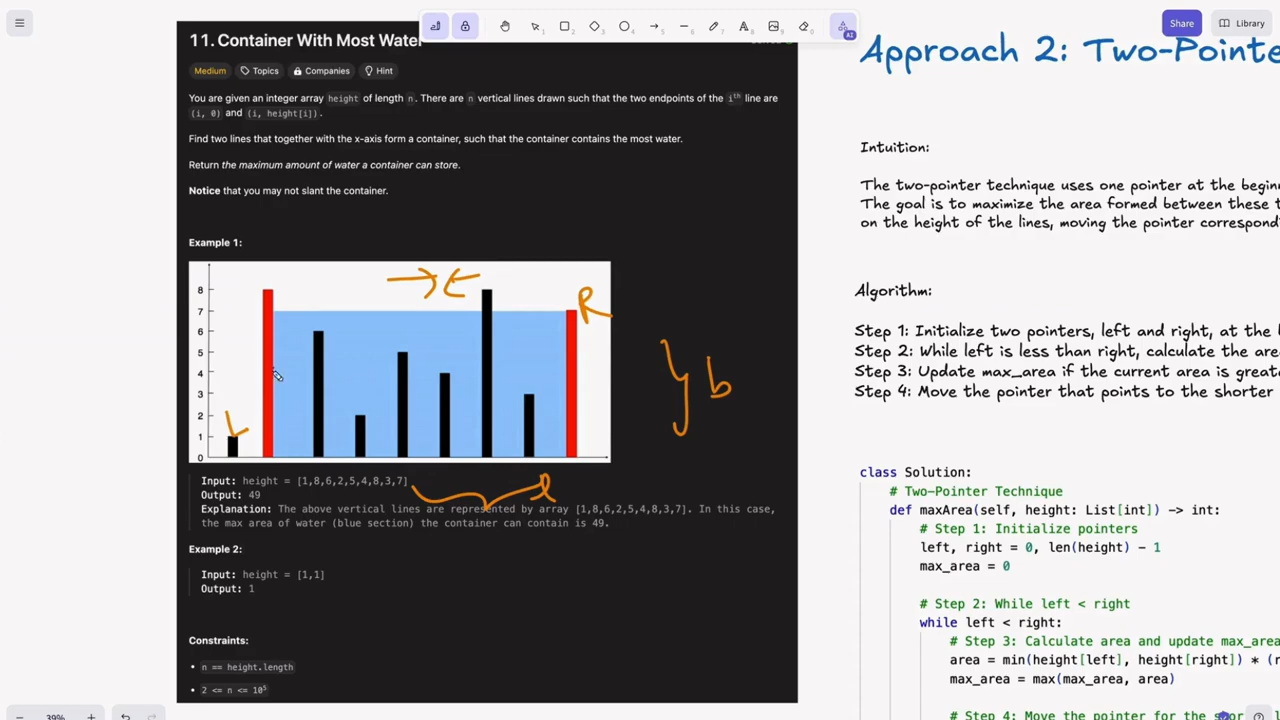 Share
Library
11. Container With Most Water
Medium
Topics
Companies
Hint
You are given an integer array height of length n. There are n vertical lines drawn such that the two endpoints of the ith line are
(i, 0) and (i, height[i]).
Find two lines that together with the x-axis form a container, such that the container contains the most water.
Return the maximum amount of water a container can store.
Notice that you may not slant the container.
Example 1:
8
7
6
5
4
3
2
1
0
L
R
b
l
Input: height = [1,8,6,2,5,4,8,3,7]
Output: 49
Explanation: The above vertical lines are represented by array [1,8,6,2,5,4,8,3,7]. In this case,
the max area of water (blue section) the container can contain is 49.
Example 2:
Input: height = [1,1]
Output: 1
Constraints:
• n == height.length
• 2 <= n <= 10⁵
39%
Approach 2: Two-Pointe
Intuition:
The two-pointer technique uses one pointer at the begin
The goal is to maximize the area formed between these t
on the height of the lines, moving the pointer correspond
Algorithm:
Step 1: Initialize two pointers, left and right, at the b
Step 2: While left is less than right, calculate the are
Step 3: Update max_area if the current area is great
Step 4: Move the pointer that points to the shorter
class Solution:
# Two-Pointer Technique
def maxArea(self, height: List[int]) -> int:
# Step 1: Initialize pointers
left, right = 0, len(height) - 1
max_area = 0
# Step 2: While left < right
while left < right:
# Step 3: Calculate area and update max_area
area = min(height[left], height[right]) * (r
max_area = max(max_area, area)
# Step 4: Move the pointer for the shor